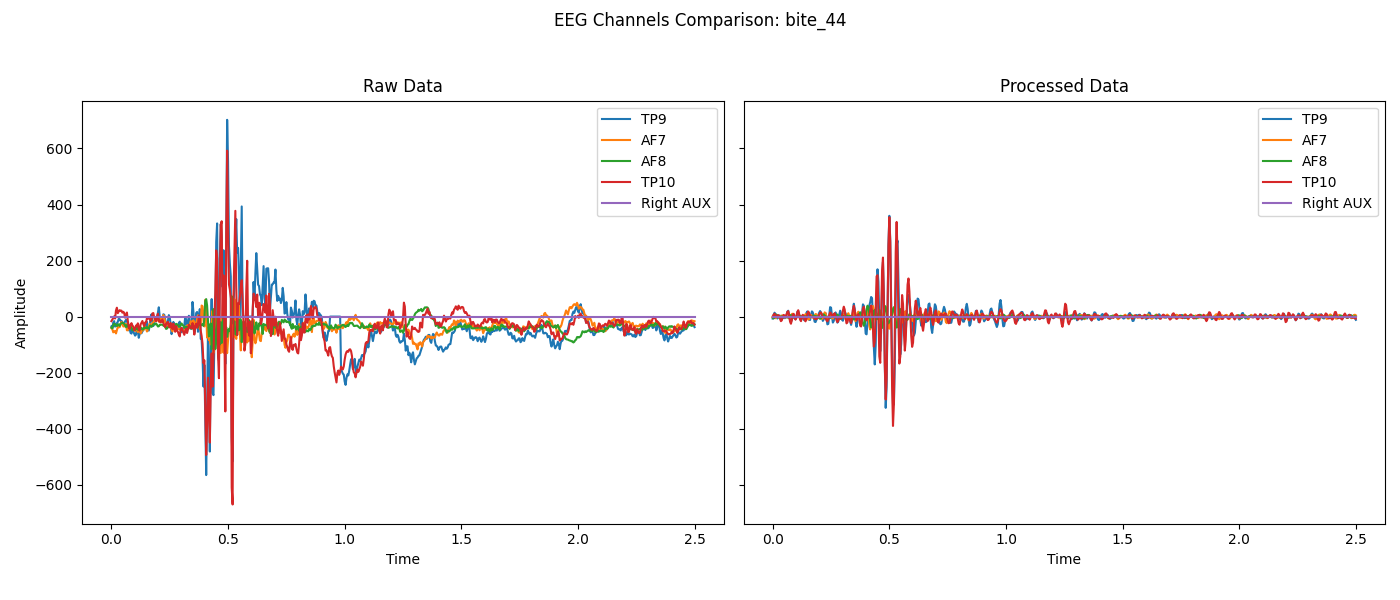 EEG Channels Comparison: bite_44
Raw Data
Processed Data
TP9
AF7
AF8
TP10
Right AUX
TP9
AF7
AF8
TP10
Right AUX
Amplitude
600
400
200
0
−200
−400
−600
0.0 0.5 1.0 1.5 2.0 2.5
0.0 0.5 1.0 1.5 2.0 2.5
Time
Time